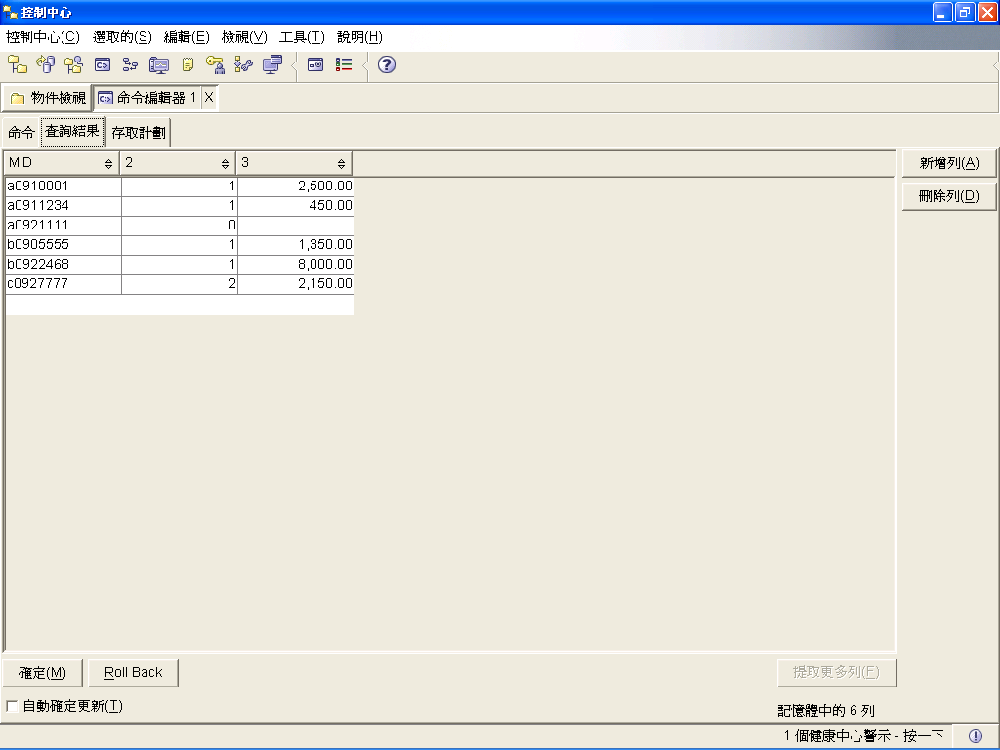 控制中心
控制中心(C) 選取的(S) 編輯(E) 檢視(V) 工具(T) 說明(H)
物件檢視 命令編輯器 1 X
命令 查詢結果 存取計劃
MID 2 3
a0910001 1 2,500.00
a0911234 1 450.00
a0921111 0
b0905555 1 1,350.00
b0922468 1 8,000.00
c0927777 2 2,150.00
新增列(A)
刪除列(D)
確定(M) Roll Back 提取更多列(F)
自動確定更新(T)
記憶體中的 6 列
1 個健康中心警示 - 按一下